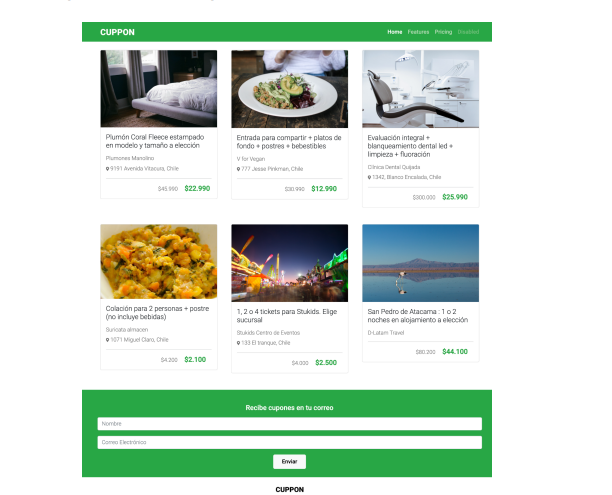 CUPPON
Home Features Pricing Disabled
Plumón Coral Fleece estampado
en modelo y tamaño a elección
Plumones Marcelino
9191 Avenida Vitacura, Chile
$45.990 $22.990
Entrada para compartir + platos de
fondo + postres + bebestibles
V for Vegan
777 Jesse Pinkman, Chile
$30.990 $12.990
Evaluación integral +
blanqueamiento dental led +
limpieza + fluoración
Clínica Dental Quijada
1342, Blanco Encalada, Chile
$300.000 $25.990
Colación para 2 personas + postre
(no incluye bebidas)
Suricata almacen
1071 Miguel Claro, Chile
$4.200 $2.100
1, 2 o 4 tickets para Stukids. Elige
sucursal
Stukids Centro de Eventos
133 El tranque, Chile
$4.000 $2.500
San Pedro de Atacama : 1 o 2
noches en alojamiento a elección
D-Latam Travel
$80.200 $44.100
Recibe cupones en tu correo
Nombre
Correo Electrónico
Enviar
CUPPON